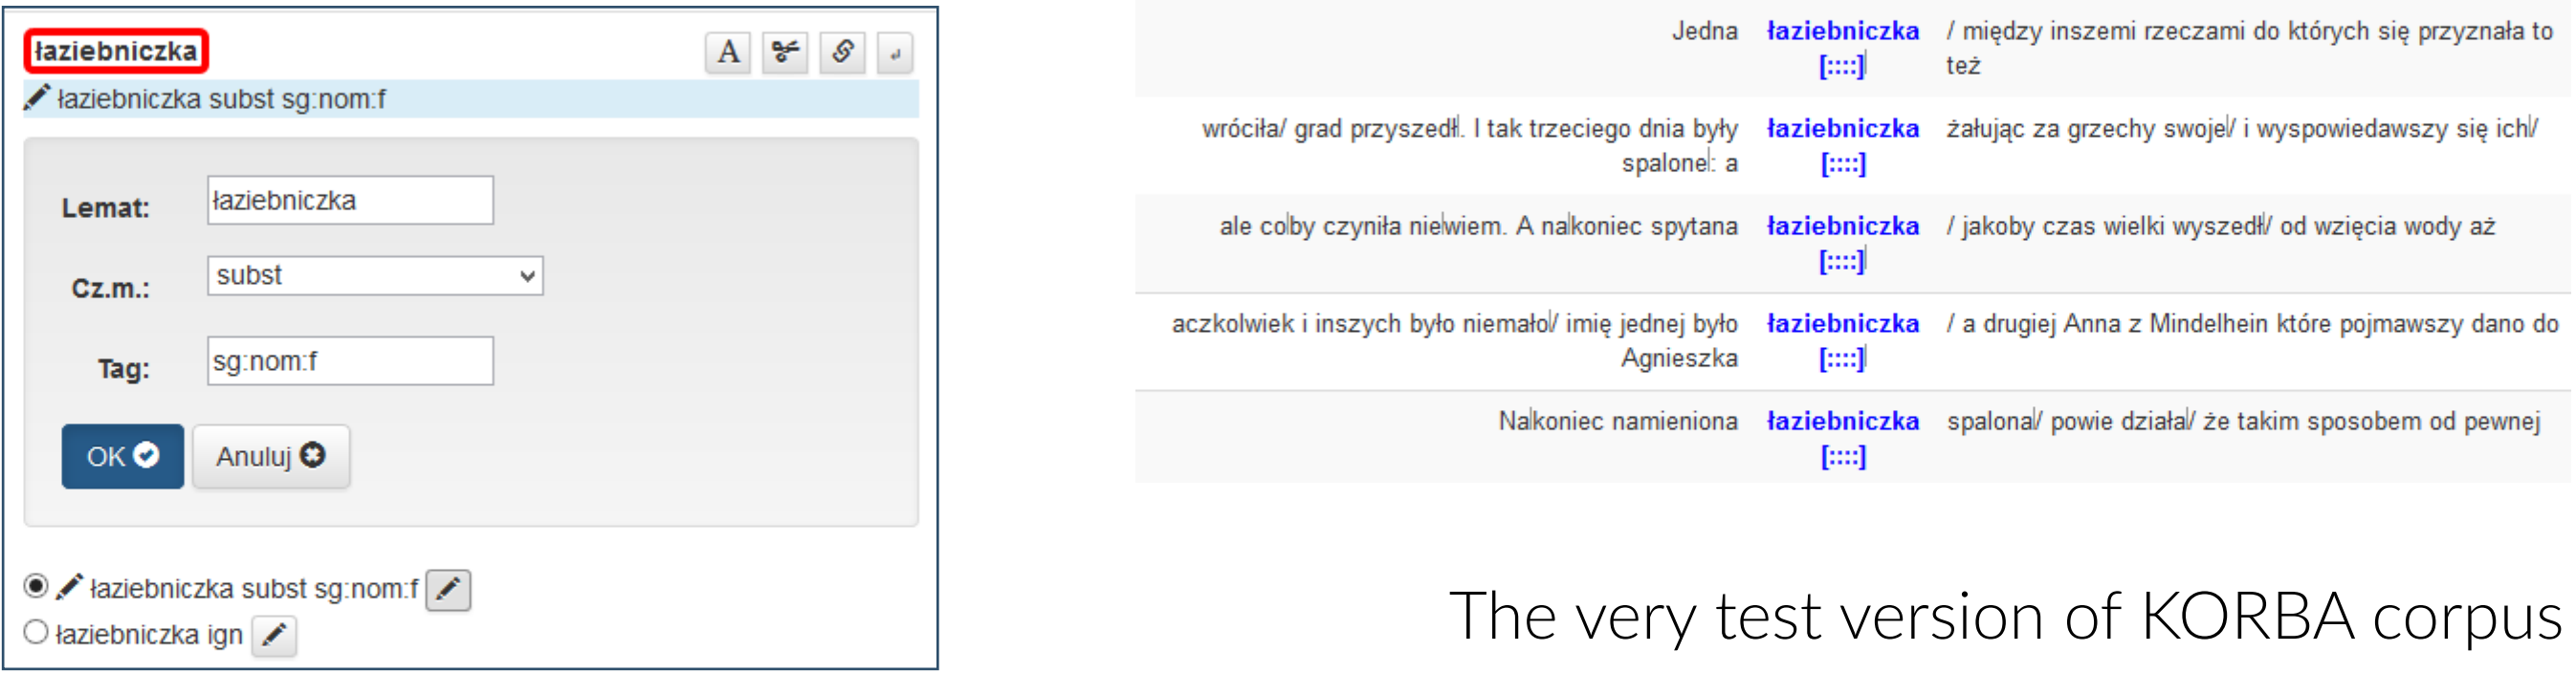 łaziebniczka
A
łaziebniczka subst sg:nom:f
Lemat: łaziebniczka
Cz.m.: subst
Tag: sg:nom:f
OK Anuluj
łaziebniczka subst sg:nom:f
łaziebniczka ign
Jedna łaziebniczka / między inszemi rzeczami do których się przyznała to
[::::] też
wróciła/ grad przyszedł. I tak trzeciego dnia były łaziebniczka żałując za grzechy swoje/ i wyspowiedawszy się ich/
spalone: a [::::]
ale coby czyniła niewiem. A nakoniec spytana łaziebniczka / jakoby czas wielki wyszedł/ od wzięcia wody aż
[::::]
aczkolwiek i inszych było niemało/ imię jednej było łaziebniczka / a drugiej Anna z Mindelhein które pojmawszy dano do
Agnieszka [::::]
Nakoniec namieniona łaziebniczka spalona/ powie działa/ że takim sposobem od pewnej
[::::]
The very test version of KORBA corpus